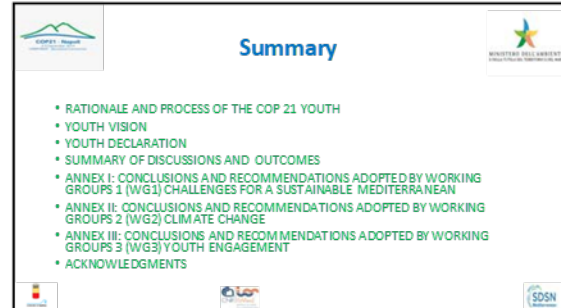 COP21 - Napoli
Summary
MINISTERO DELL'AMBIENTE
• RATIONALE AND PROCESS OF THE COP 21 YOUTH
• YOUTH VISION
• YOUTH DECLARATION
• SUMMARY OF DISCUSSIONS AND OUTCOMES
• ANNEX I: CONCLUSIONS AND RECOMMENDATIONS ADOPTED BY WORKING
GROUPS 1 (WG1) CHALLENGES FOR A SUSTAINABLE MEDITERRANEAN
• ANNEX II: CONCLUSIONS AND RECOMMENDATIONS ADOPTED BY WORKING
GROUPS 2 (WG2) CLIMATE CHANGE
• ANNEX III: CONCLUSIONS AND RECOMMENDATIONS ADOPTED BY WORKING
GROUPS 3 (WG3) YOUTH ENGAGEMENT
• ACKNOWLEDGMENTS
SDSN